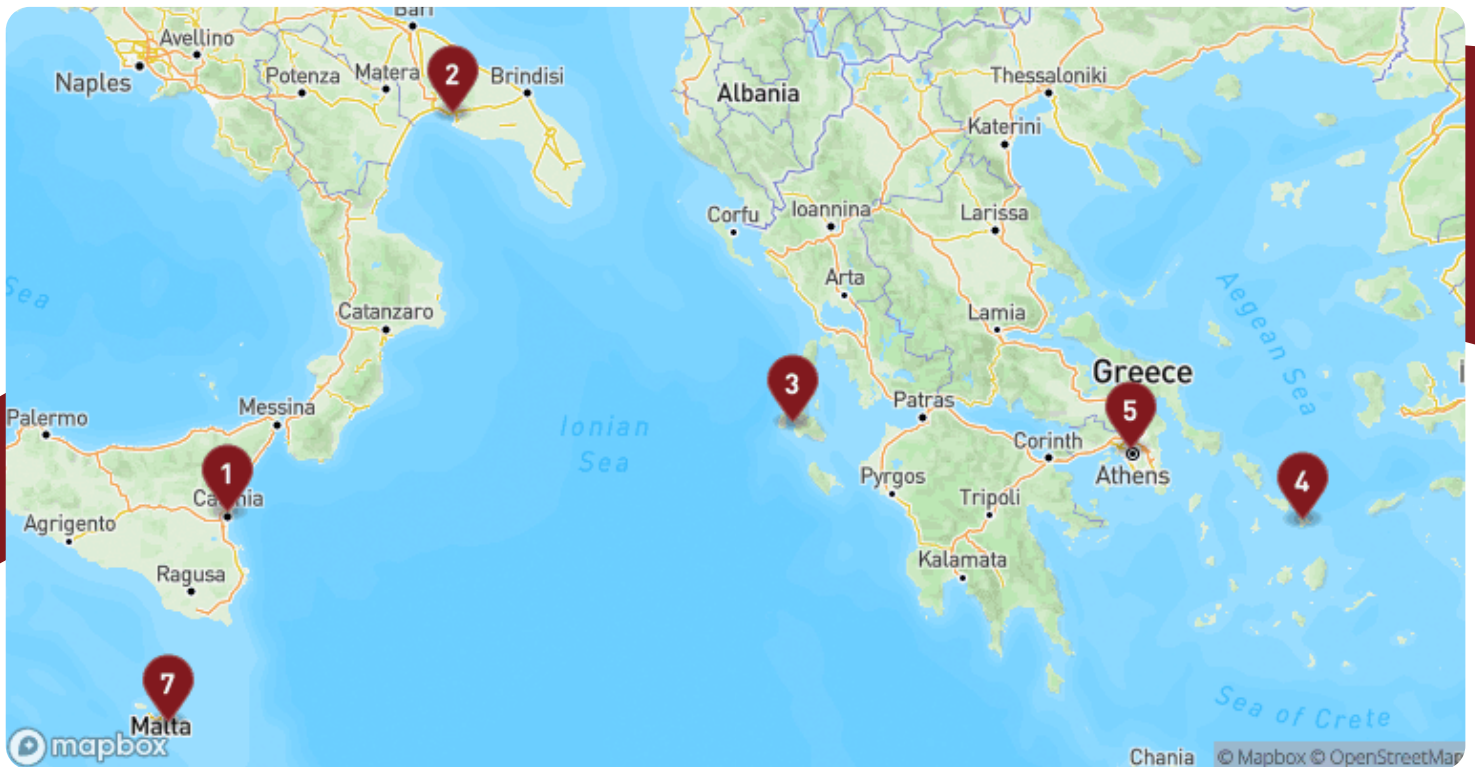 Bari
Avellino
Naples
Potenza
Matera
2
Brindisi
Albania
Thessaloniki
Katerini
Corfu
Ioannina
Larissa
Arta
Sea
Catanzaro
Lamia
Aegean Sea
Greece
3
5
Palermo
Messina
Ionian
Sea
Patras
Corinth
1
Catania
Pyrgos
Athens
4
Agrigento
Tripoli
Ragusa
Kalamata
7
Malta
Sea of Crete
mapbox
Chania
© Mapbox © OpenStreetMap